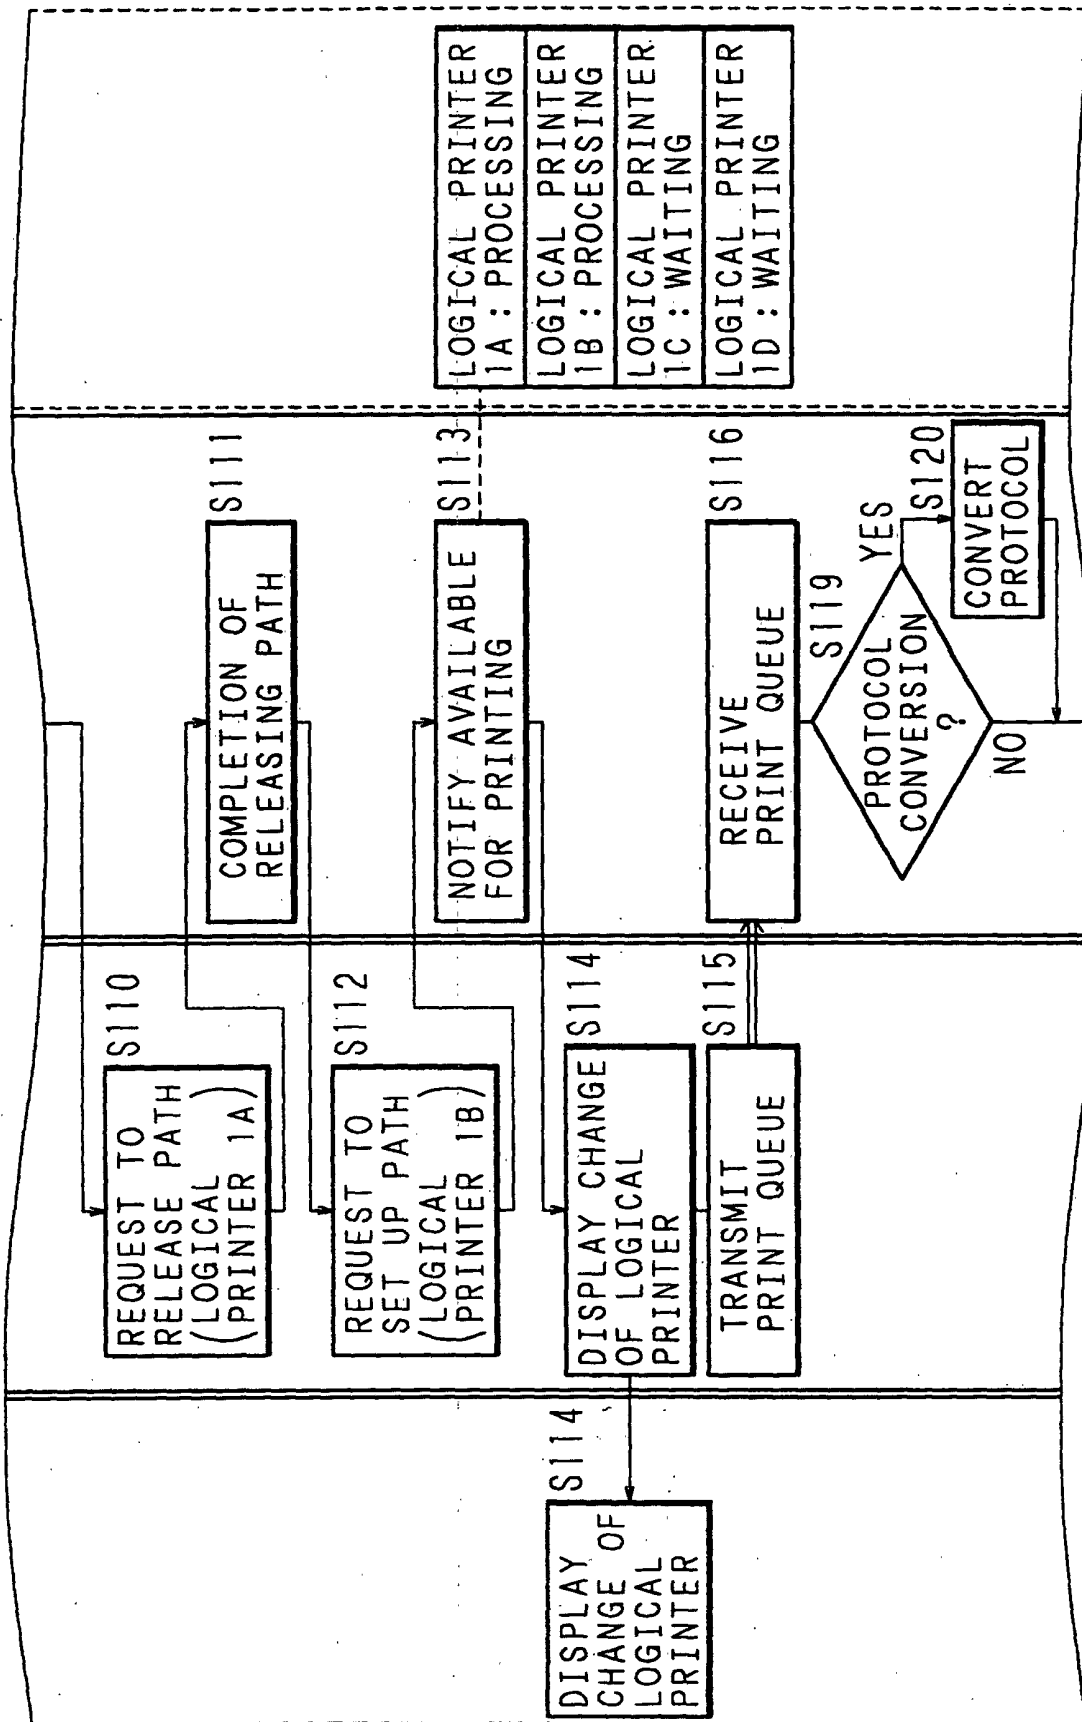 S110
REQUEST TO
RELEASE PATH
(LOGICAL
PRINTER 1A)
S111
COMPLETION OF
RELEASING PATH
S112
REQUEST TO
SET UP PATH
(LOGICAL
PRINTER 1B)
S113
NOTIFY AVAILABLE
FOR PRINTING
LOGICAL PRINTER
1A : PROCESSING
LOGICAL PRINTER
1B : PROCESSING
LOGICAL PRINTER
1C : WAITING
LOGICAL PRINTER
1D : WAITING
S114
DISPLAY CHANGE
OF LOGICAL
PRINTER
S114
DISPLAY
CHANGE OF
LOGICAL
PRINTER
S115
TRANSMIT
PRINT QUEUE
S116
RECEIVE
PRINT QUEUE
S119
PROTOCOL
CONVERSION
?
YES
NO
S120
CONVERT
PROTOCOL